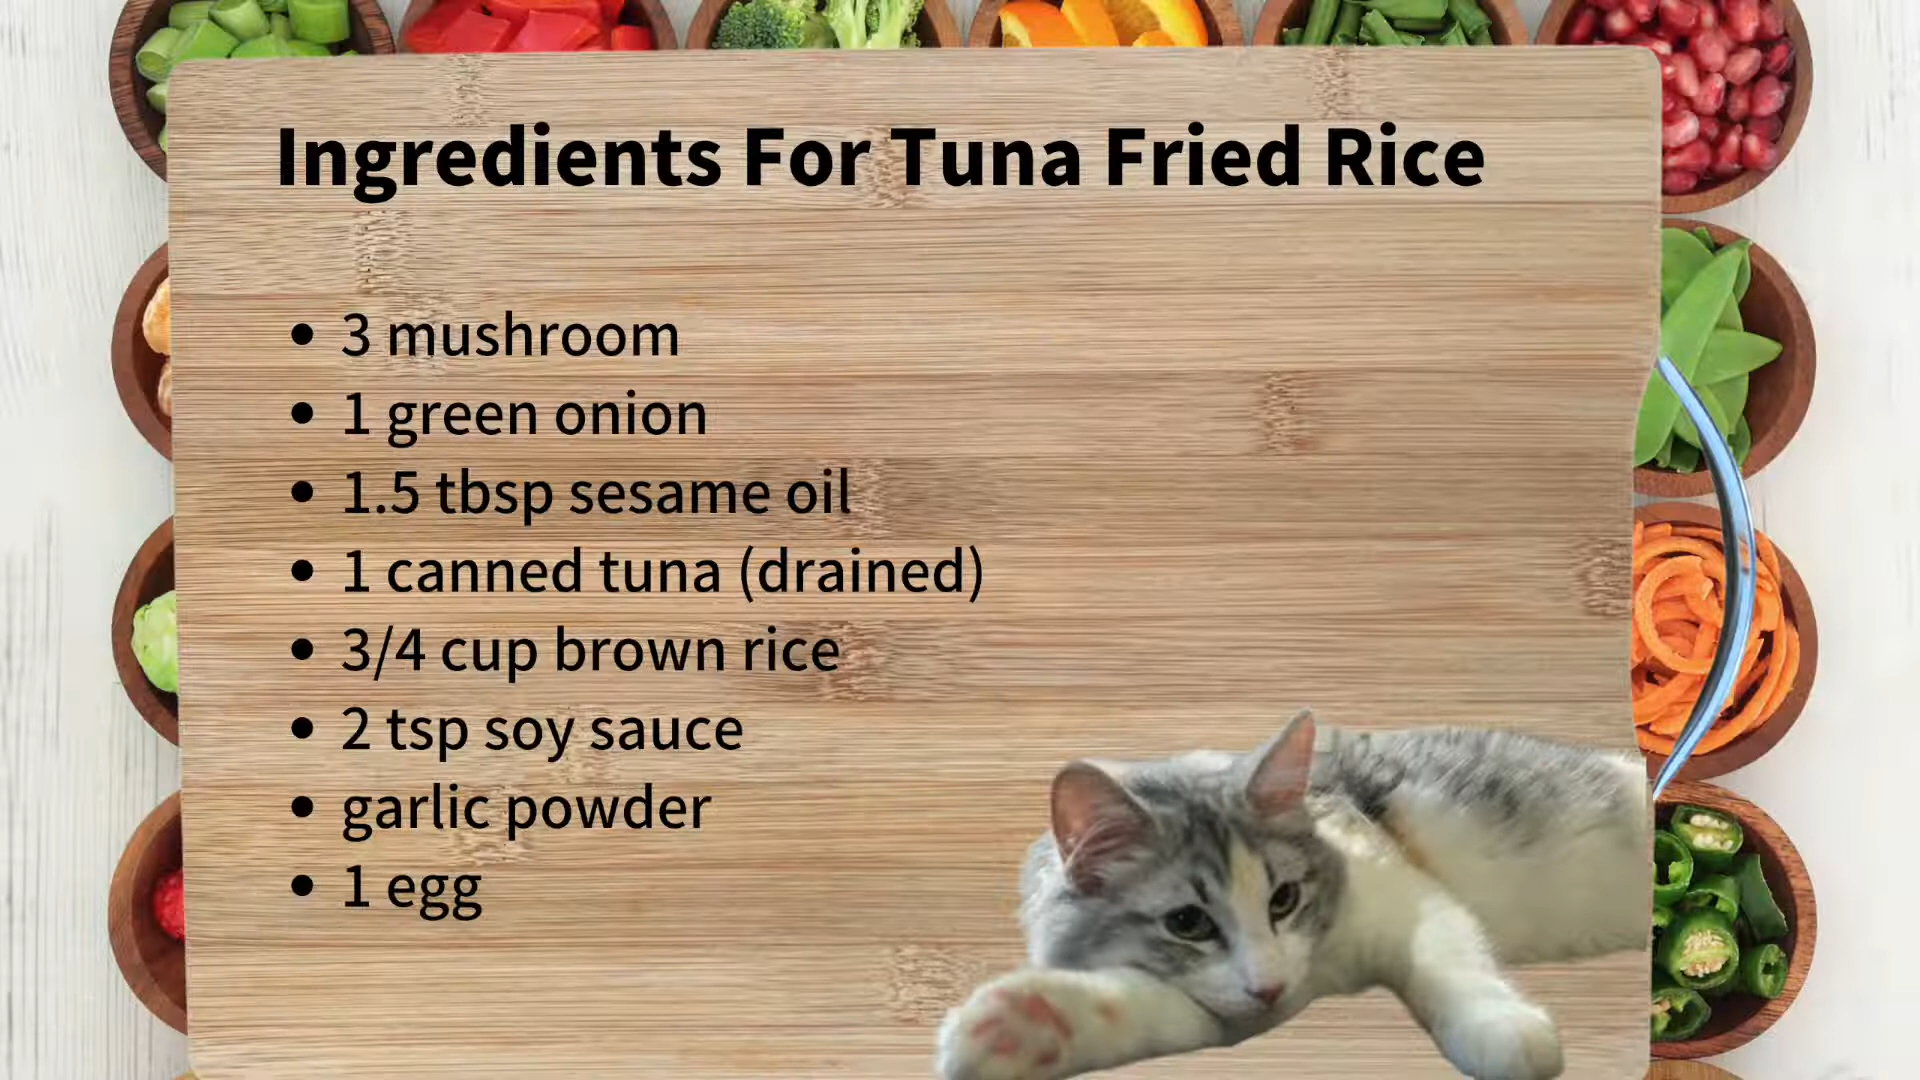 Ingredients For Tuna Fried Rice
• 3 mushroom
• 1 green onion
• 1.5 tbsp sesame oil
• 1 canned tuna (drained)
• 3/4 cup brown rice
• 2 tsp soy sauce
• garlic powder
• 1 egg